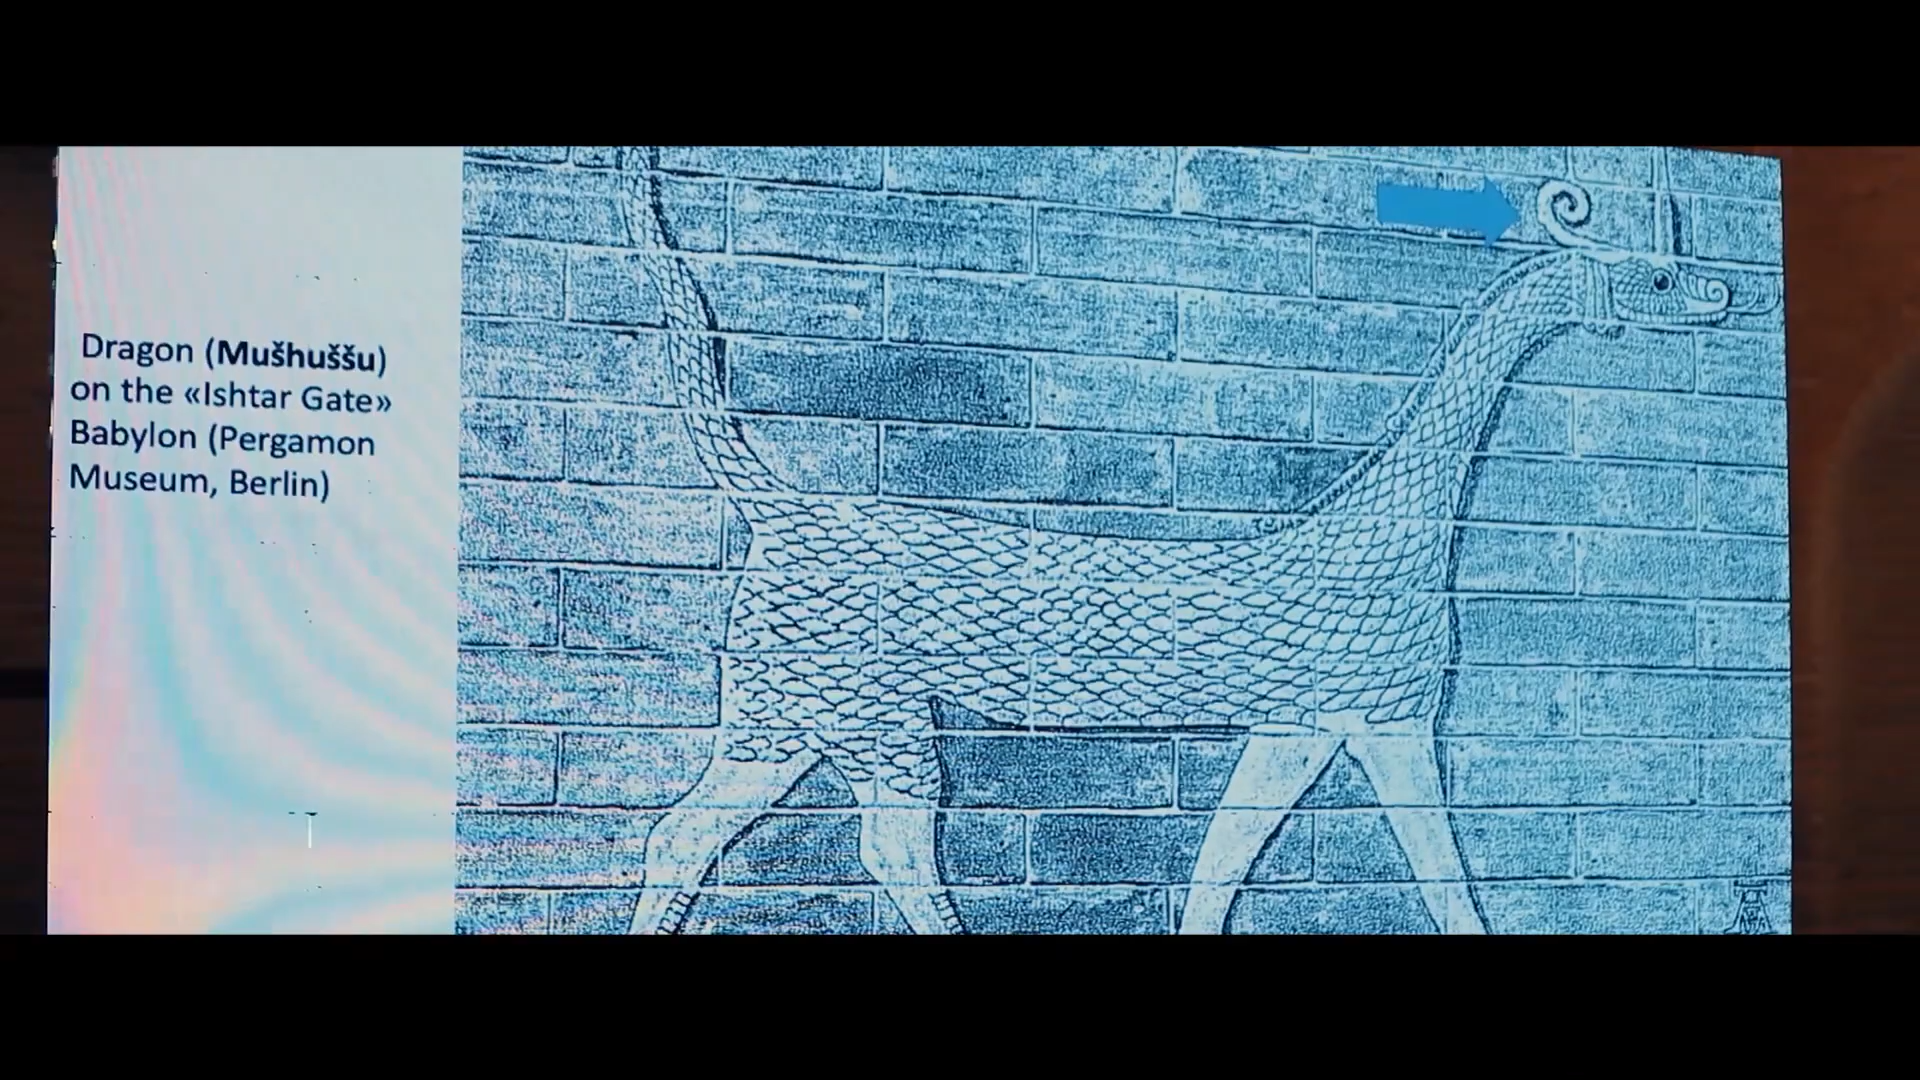 Dragon (Mušhuššu)
on the «Ishtar Gate»
Babylon (Pergamon
Museum, Berlin)